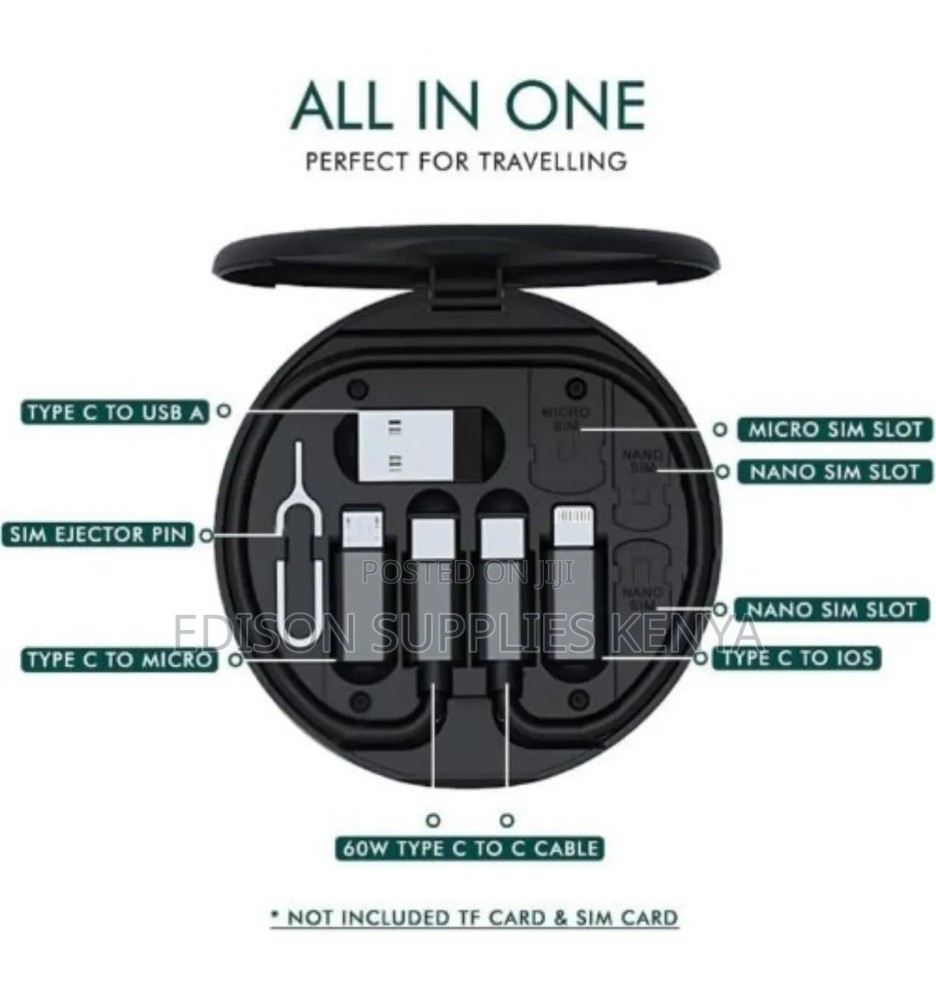 ALL IN ONE
PERFECT FOR TRAVELLING
TYPE C TO USB A
MICRO
SIM
MICRO SIM SLOT
NANO
SIM
NANO SIM SLOT
SIM EJECTOR PIN
POSTED ON JIJI
NANO
SIM
NANO SIM SLOT
EDISON SUPPLIES KENYA
TYPE C TO MICRO
TYPE C TO IOS
60W TYPE C TO C CABLE
* NOT INCLUDED TF CARD & SIM CARD